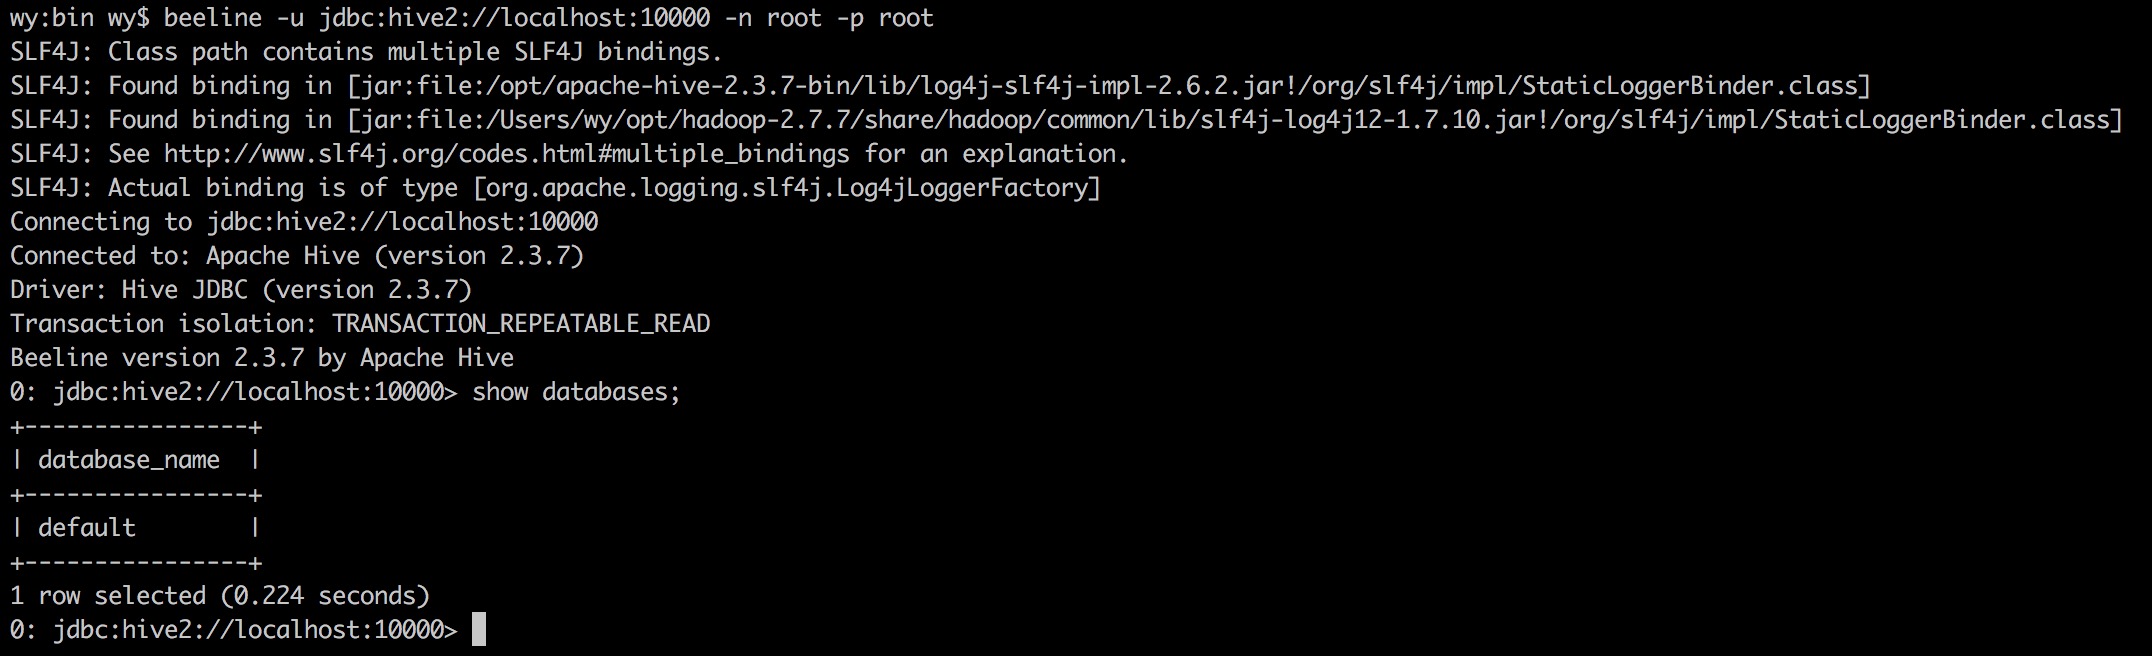 wy:bin wy$ beeline -u jdbc:hive2://localhost:10000 -n root -p root
SLF4J: Class path contains multiple SLF4J bindings.
SLF4J: Found binding in [jar:file:/opt/apache-hive-2.3.7-bin/lib/log4j-slf4j-impl-2.6.2.jar!/org/slf4j/impl/StaticLoggerBinder.class]
SLF4J: Found binding in [jar:file:/Users/wy/opt/hadoop-2.7.7/share/hadoop/common/lib/slf4j-log4j12-1.7.10.jar!/org/slf4j/impl/StaticLoggerBinder.class]
SLF4J: See http://www.slf4j.org/codes.html#multiple_bindings for an explanation.
SLF4J: Actual binding is of type [org.apache.logging.slf4j.Log4jLoggerFactory]
Connecting to jdbc:hive2://localhost:10000
Connected to: Apache Hive (version 2.3.7)
Driver: Hive JDBC (version 2.3.7)
Transaction isolation: TRANSACTION_REPEATABLE_READ
Beeline version 2.3.7 by Apache Hive
0: jdbc:hive2://localhost:10000> show databases;
+----------------+
| database_name  |
+----------------+
| default        |
+----------------+
1 row selected (0.224 seconds)
0: jdbc:hive2://localhost:10000>